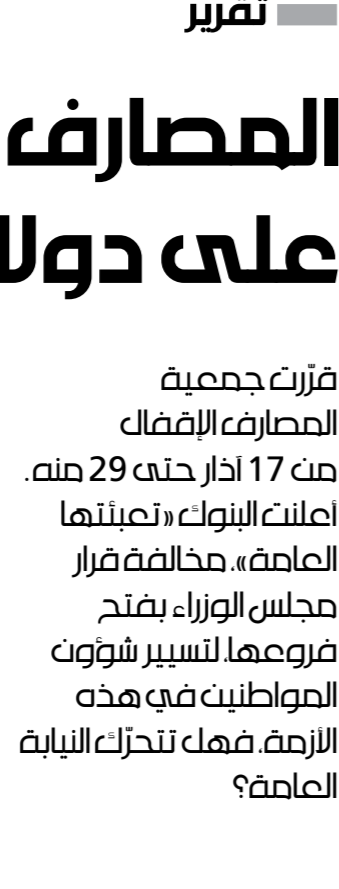 تقرير
المصارف
على دولا
قرّرت جمعية
المصارف الإقفال
من 17 آذار حتى 29 منه.
أعلنت البنوك «تعبئتها
العامة»، مخالفة قرار
مجلس الوزراء بفتح
فروعها، لتسيير شؤون
المواطنين في هذه
الأزمة. فهل تتحرّك النيابة
العامة؟